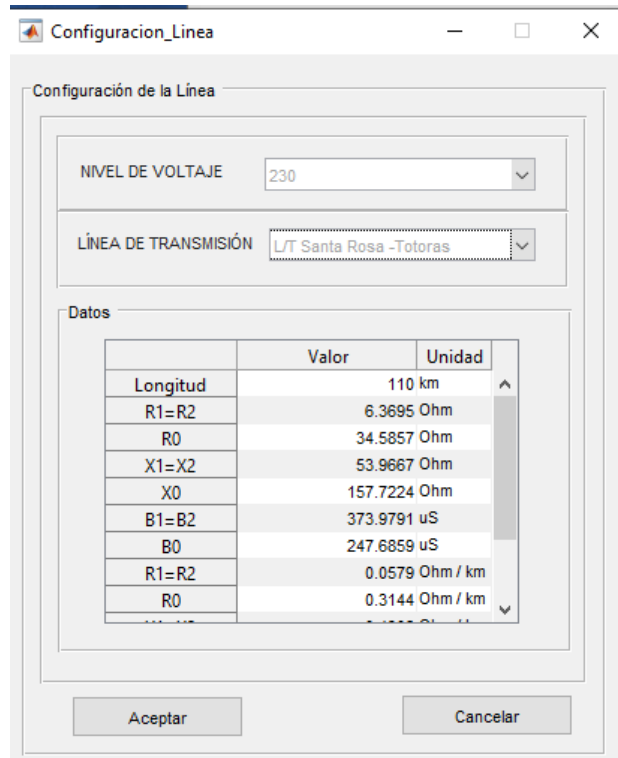 Configuracion_Linea
Configuración de la Línea
NIVEL DE VOLTAJE 230
LÍNEA DE TRANSMISIÓN L/T Santa Rosa -Totoras
Datos
Valor Unidad
Longitud 110 km
R1=R2 6.3695 Ohm
R0 34.5857 Ohm
X1=X2 53.9667 Ohm
X0 157.7224 Ohm
B1=B2 373.9791 uS
B0 247.6859 uS
R1=R2 0.0579 Ohm / km
R0 0.3144 Ohm / km
Aceptar Cancelar